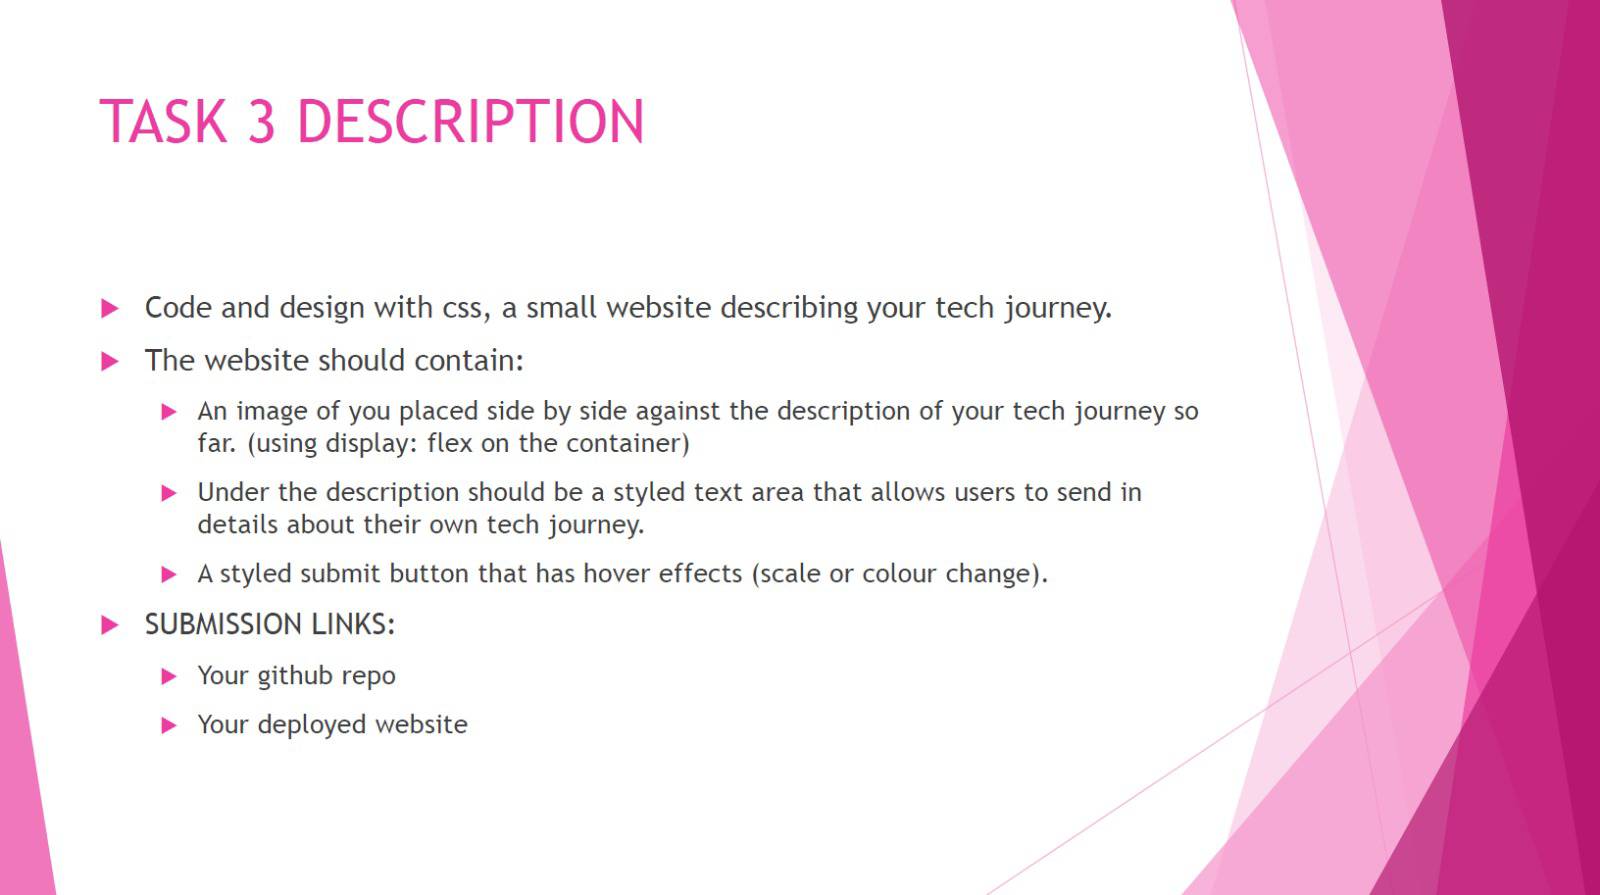 TASK 3 DESCRIPTION
Code and design with css, a small website describing your tech journey.
The website should contain:
An image of you placed side by side against the description of your tech journey so
far. (using display: flex on the container)
Under the description should be a styled text area that allows users to send in
details about their own tech journey.
A styled submit button that has hover effects (scale or colour change).
SUBMISSION LINKS:
Your github repo
Your deployed website